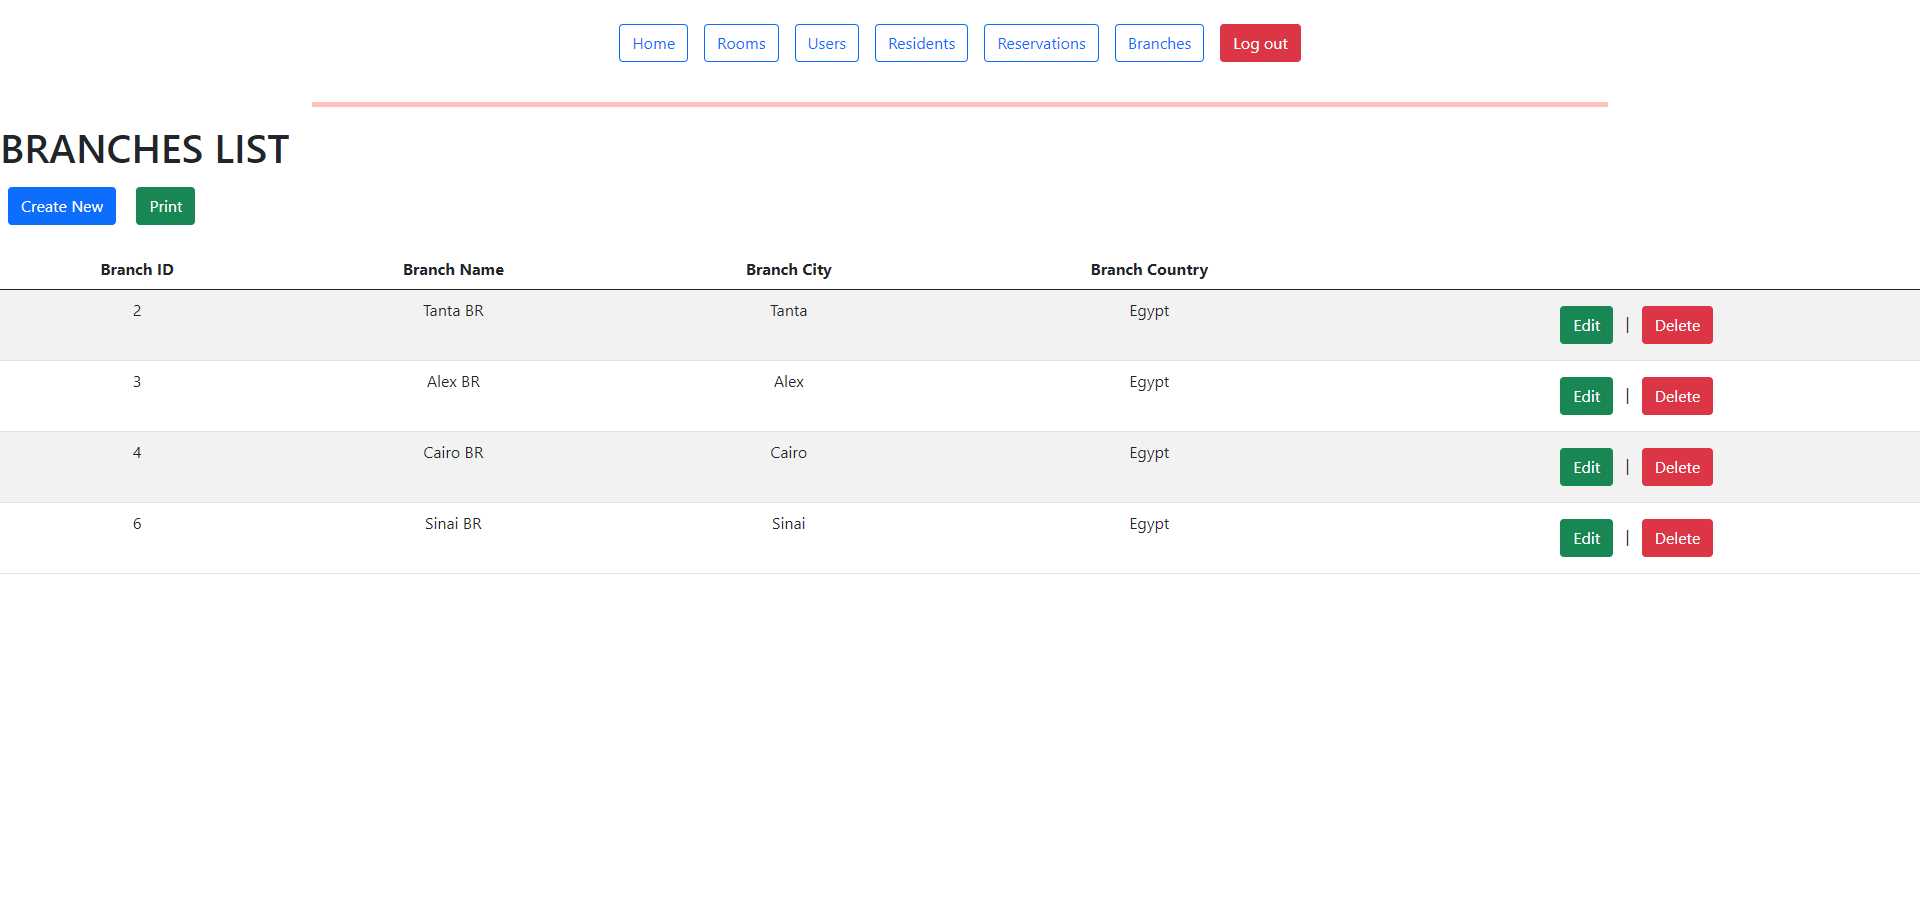 Home Rooms Users Residents Reservations Branches Log out
BRANCHES LIST
Create New Print
Branch ID Branch Name Branch City Branch Country
2 Tanta BR Tanta Egypt Edit | Delete
3 Alex BR Alex Egypt Edit | Delete
4 Cairo BR Cairo Egypt Edit | Delete
6 Sinai BR Sinai Egypt Edit | Delete